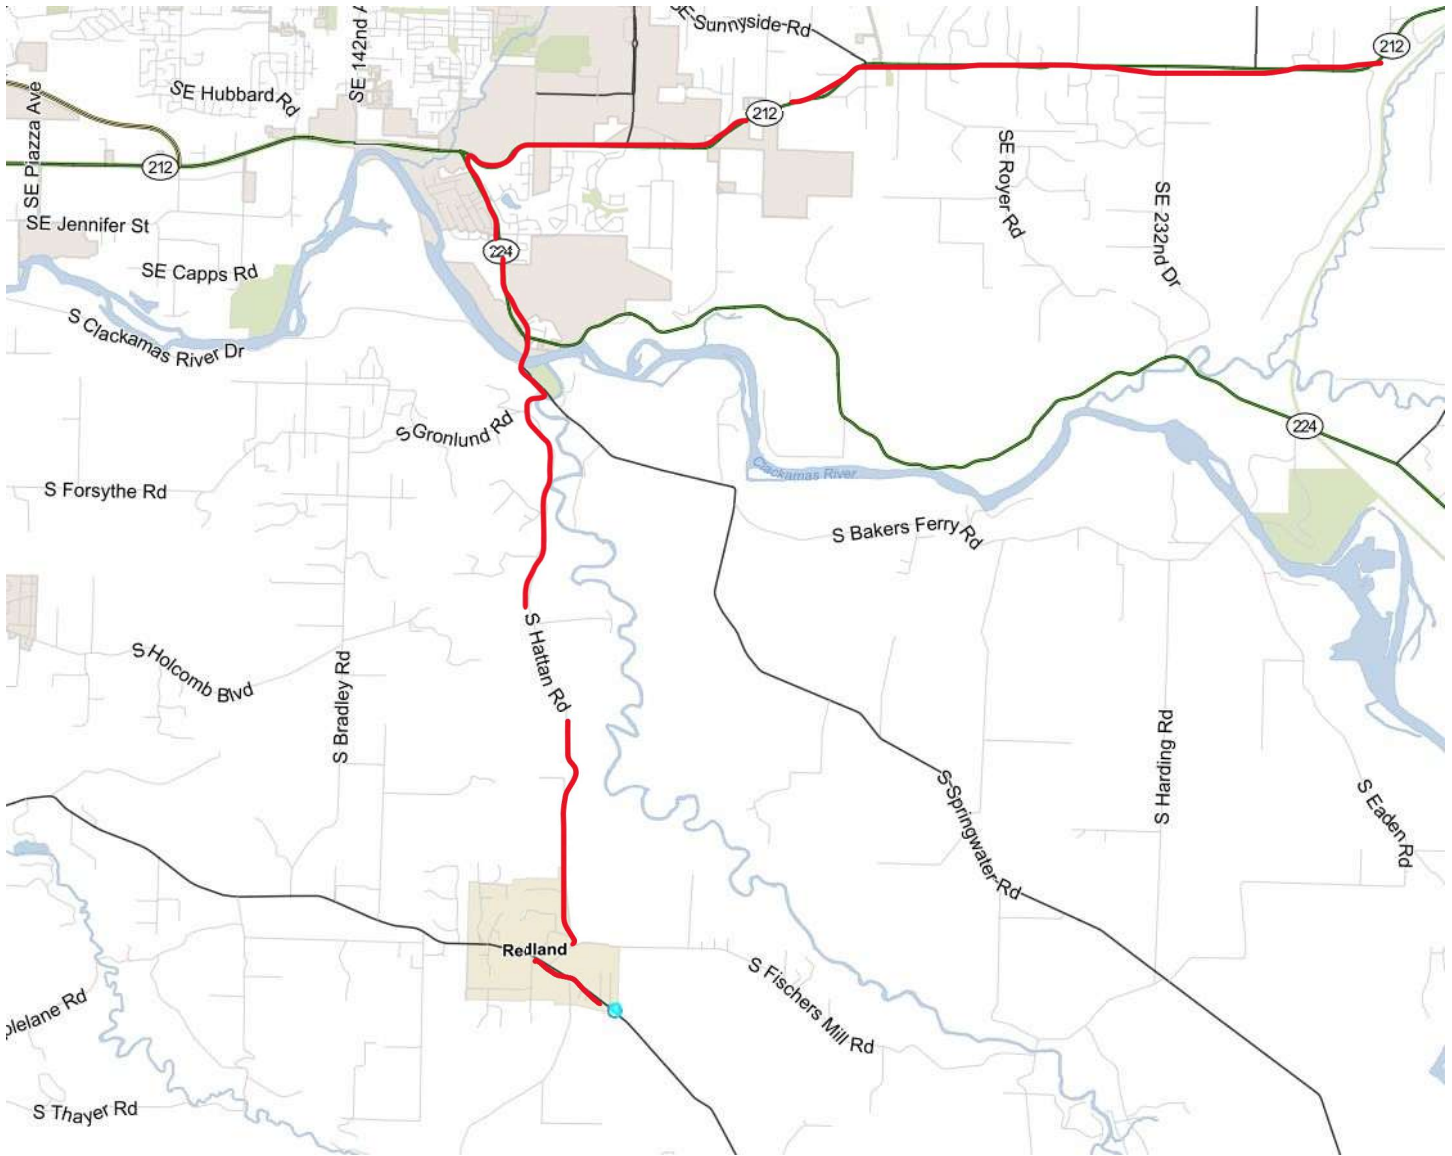 SE Sunnyside Rd
212
SE 142nd A
SE Hubbard Rd
SE Piazza Ave
212
212
SE Royer Rd
SE 232nd Dr
SE Jennifer St
224
SE Capps Rd
S Clackamas River Dr
S Gronlund Rd
224
Clackamas River
S Forsythe Rd
S Bakers Ferry Rd
S Hattan Rd
S Holcomb Blvd
S Bradley Rd
S Harding Rd
S Springwater Rd
S Eaden Rd
Redland
S Fischers Mill Rd
plelane Rd
S Thayer Rd